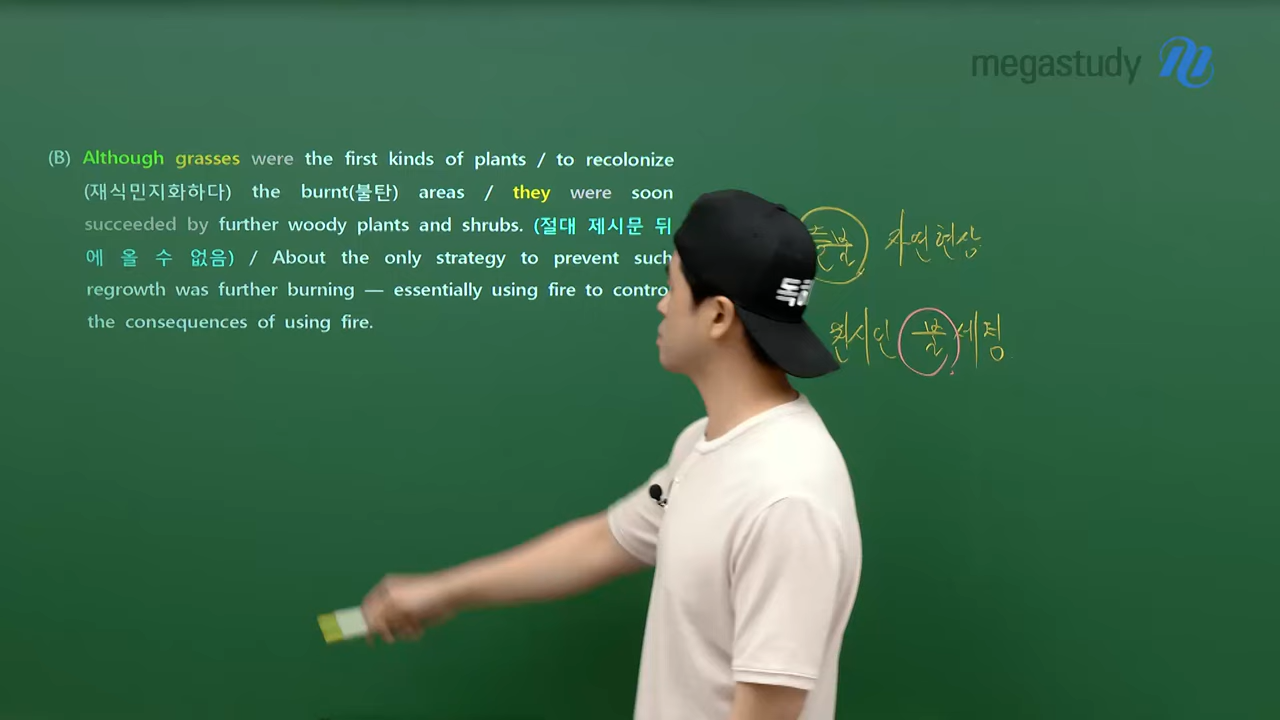 megastudy
(B) Although grasses were the first kinds of plants / to recolonize
(재식민지화하다) the burnt(불탄) areas / they were soon
succeeded by further woody plants and shrubs. (절대 제시문 뒤
에 올 수 없음) / About the only strategy to prevent such
regrowth was further burning — essentially using fire to contro
the consequences of using fire.
자연현상
원시인 불 세팅